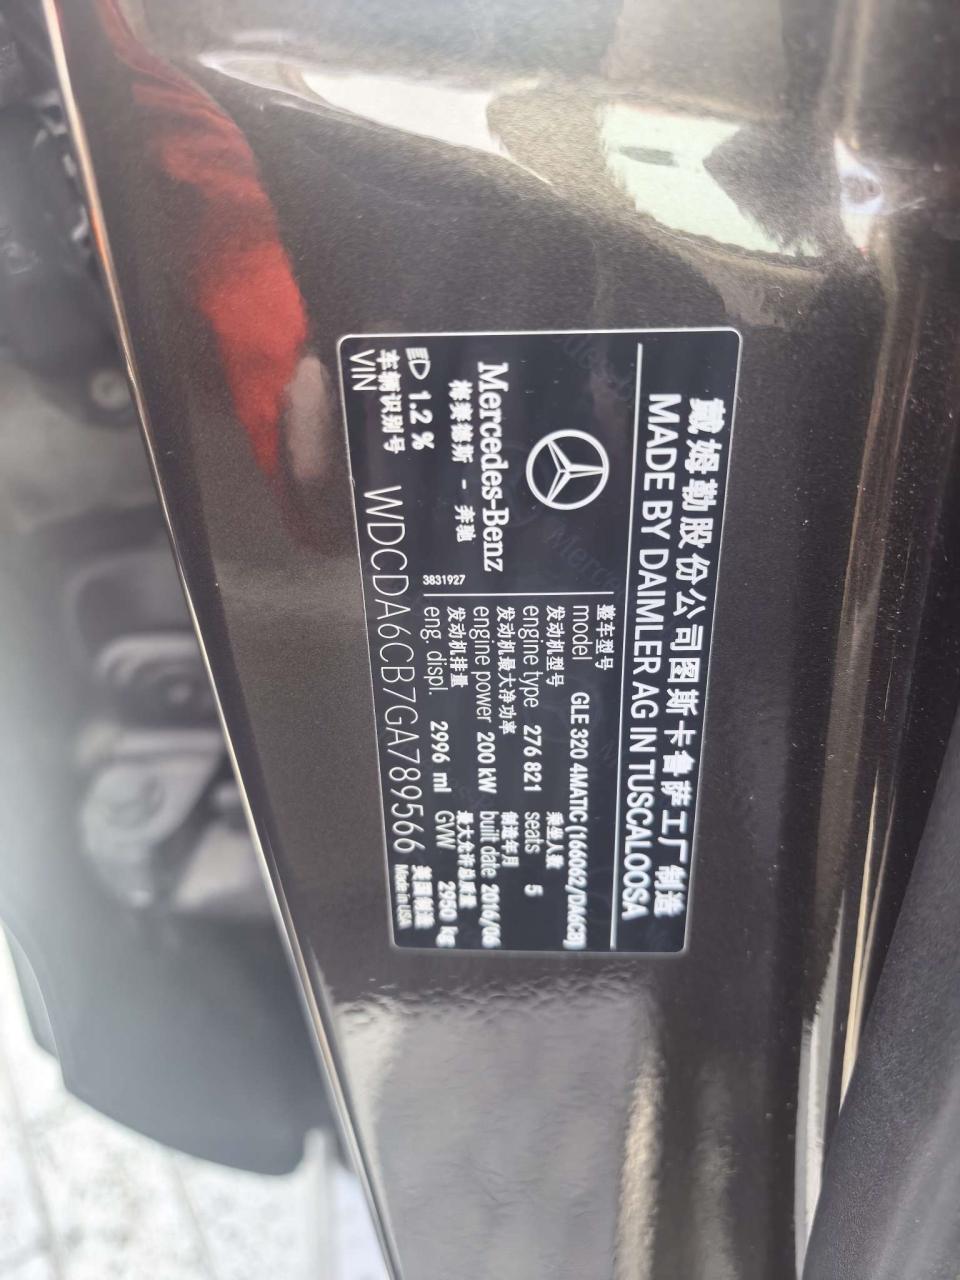 戴姆勒股份公司图斯卡鲁萨工厂制造
MADE BY DAIMLER AG IN TUSCALOOSA
Mercedes-Benz
梅赛德斯 - 奔驰
3831927
整车型号
model GLE 320 4MATIC (166062/DA6CB)
发动机型号 乘坐人数
engine type 276 821 seats 5
发动机最大净功率 制造年月
engine power 200 kW built date 2016/06
发动机排量 最大允许总质量
eng. displ. 2996 ml GVW 2950 kg
1.2 %
车辆识别号
VIN WDCDA6CB7GA789566
美国制造
Made in USA